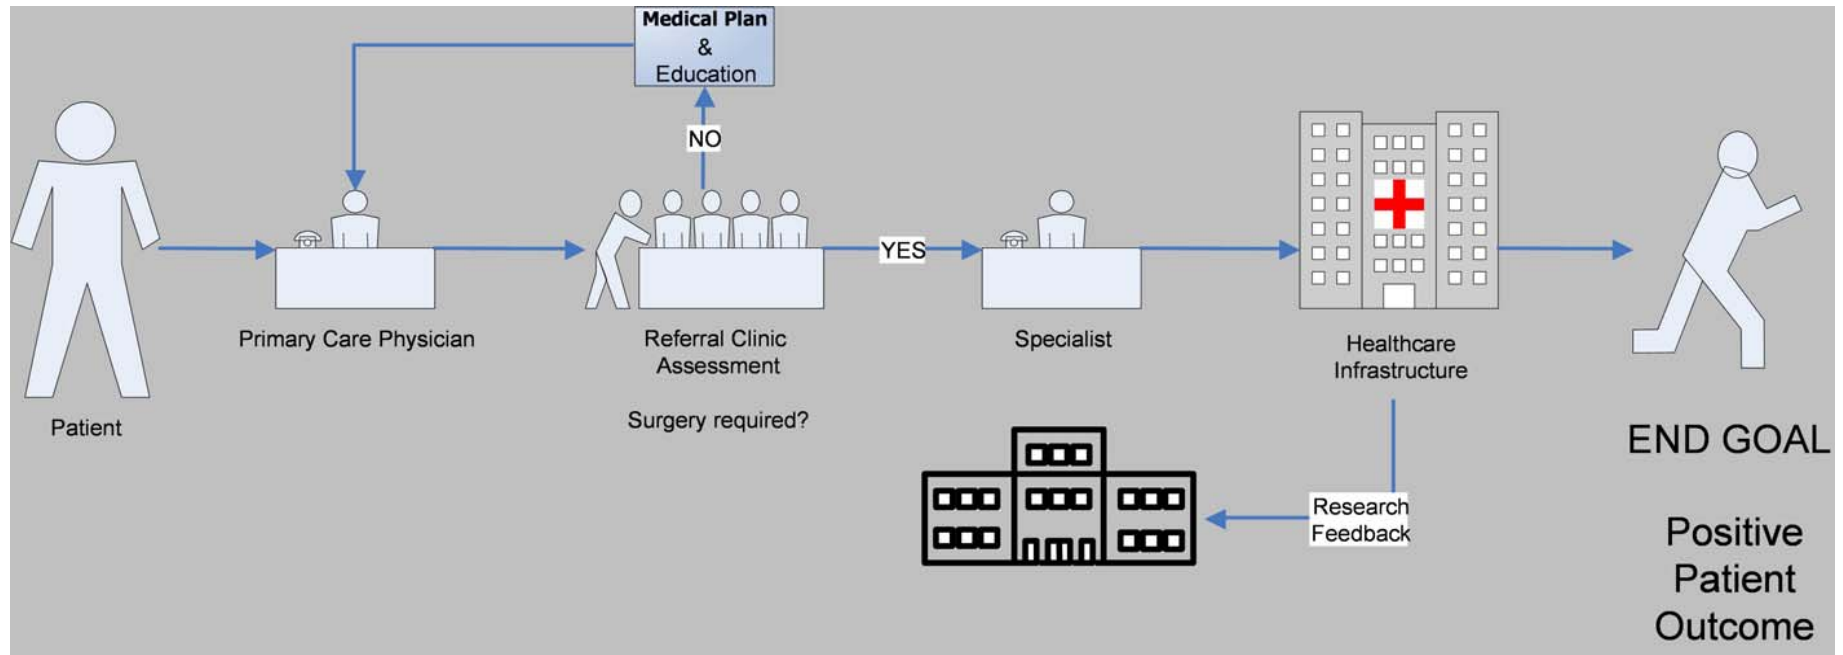 Medical Plan
&
Education
NO
YES
Primary Care Physician
Referral Clinic
Assessment
Surgery required?
Specialist
Healthcare
Infrastructure
Patient
Research
Feedback
END GOAL
Positive
Patient
Outcome